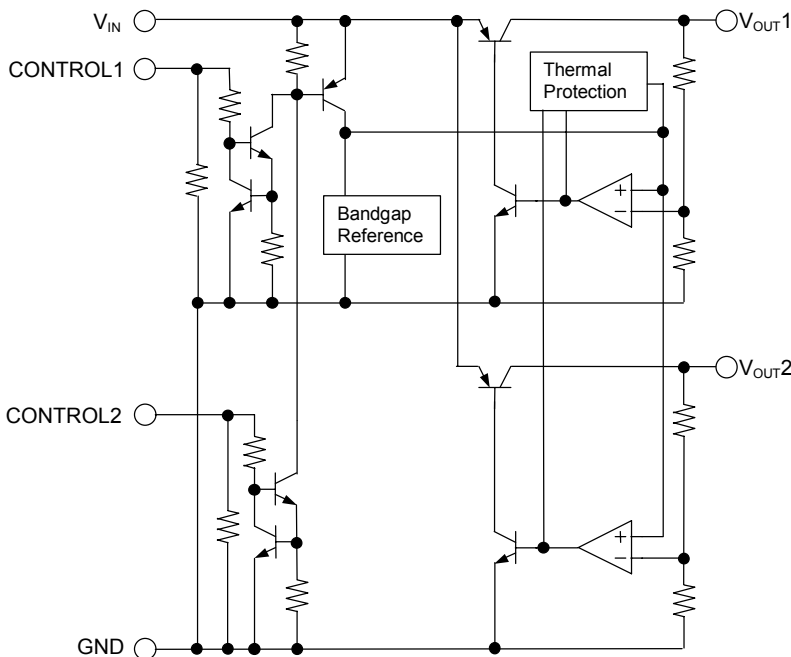 VIN
VOUT1
CONTROL1
Thermal
Protection
+
−
Bandgap
Reference
VOUT2
CONTROL2
+
−
GND